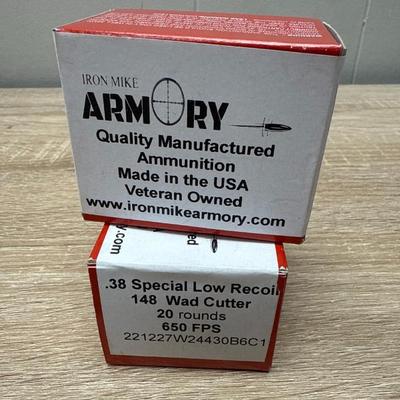 IRON MIKE
ARMORY
Quality Manufactured
Ammunition
Made in the USA
Veteran Owned
www.ironmikearmory.com
y.com
.38 Special Low Recoil
148 Wad Cutter
20 rounds
650 FPS
221227W24430B6C1